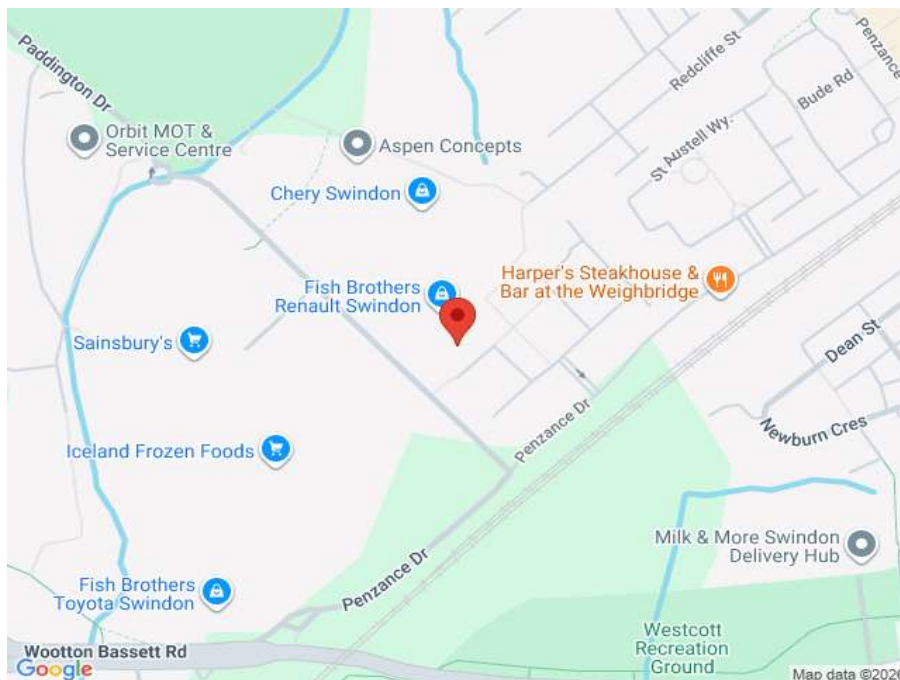 Paddington Dr
Orbit MOT &
Service Centre
Aspen Concepts
Chery Swindon
Redcliffe St
Penzance
Bude Rd
St Austell Wy.
Fish Brothers
Renault Swindon
Harper's Steakhouse &
Bar at the Weighbridge
Sainsbury's
Dean St
Newburn Cres
Penzance Dr
Iceland Frozen Foods
Milk & More Swindon
Delivery Hub
Penzance Dr
Fish Brothers
Toyota Swindon
Westcott
Recreation
Ground
Wootton Bassett Rd
Google
Map data ©2026